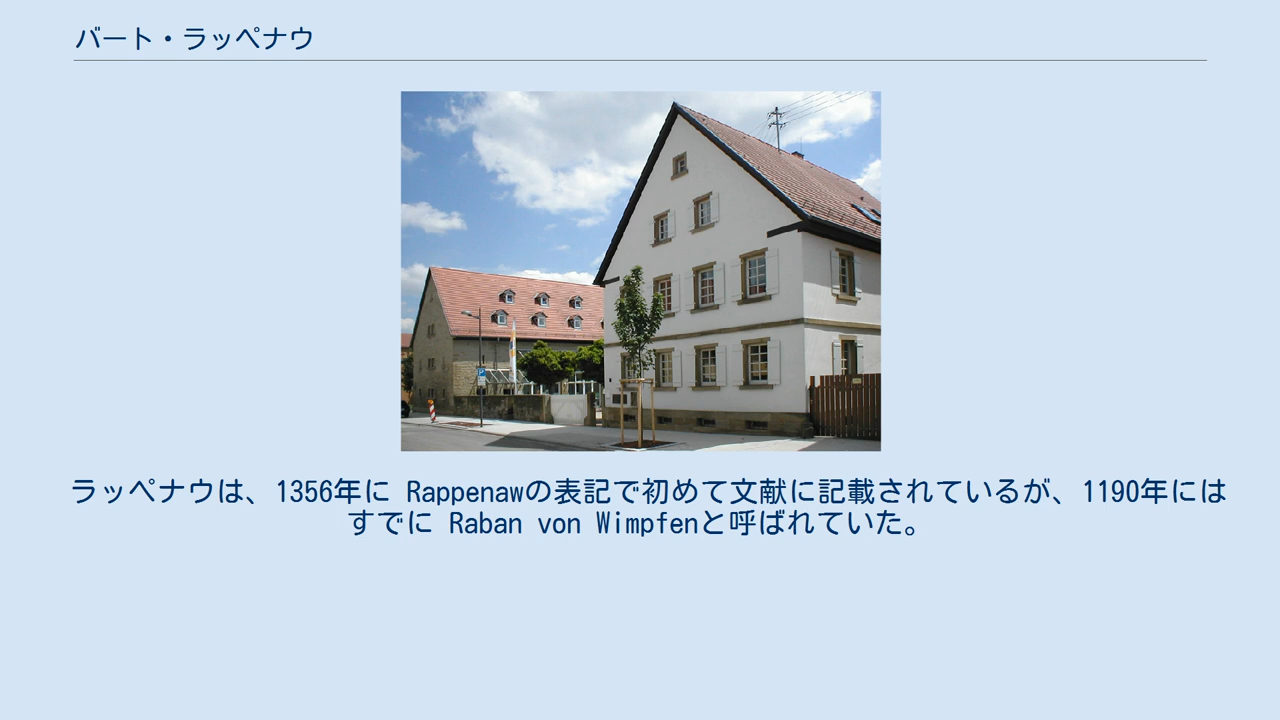 バート・ラッペナウ
ラッペナウは、1356年に Rappenawの表記で初めて文献に記載されているが、1190年には
すでに Raban von Wimpfenと呼ばれていた。